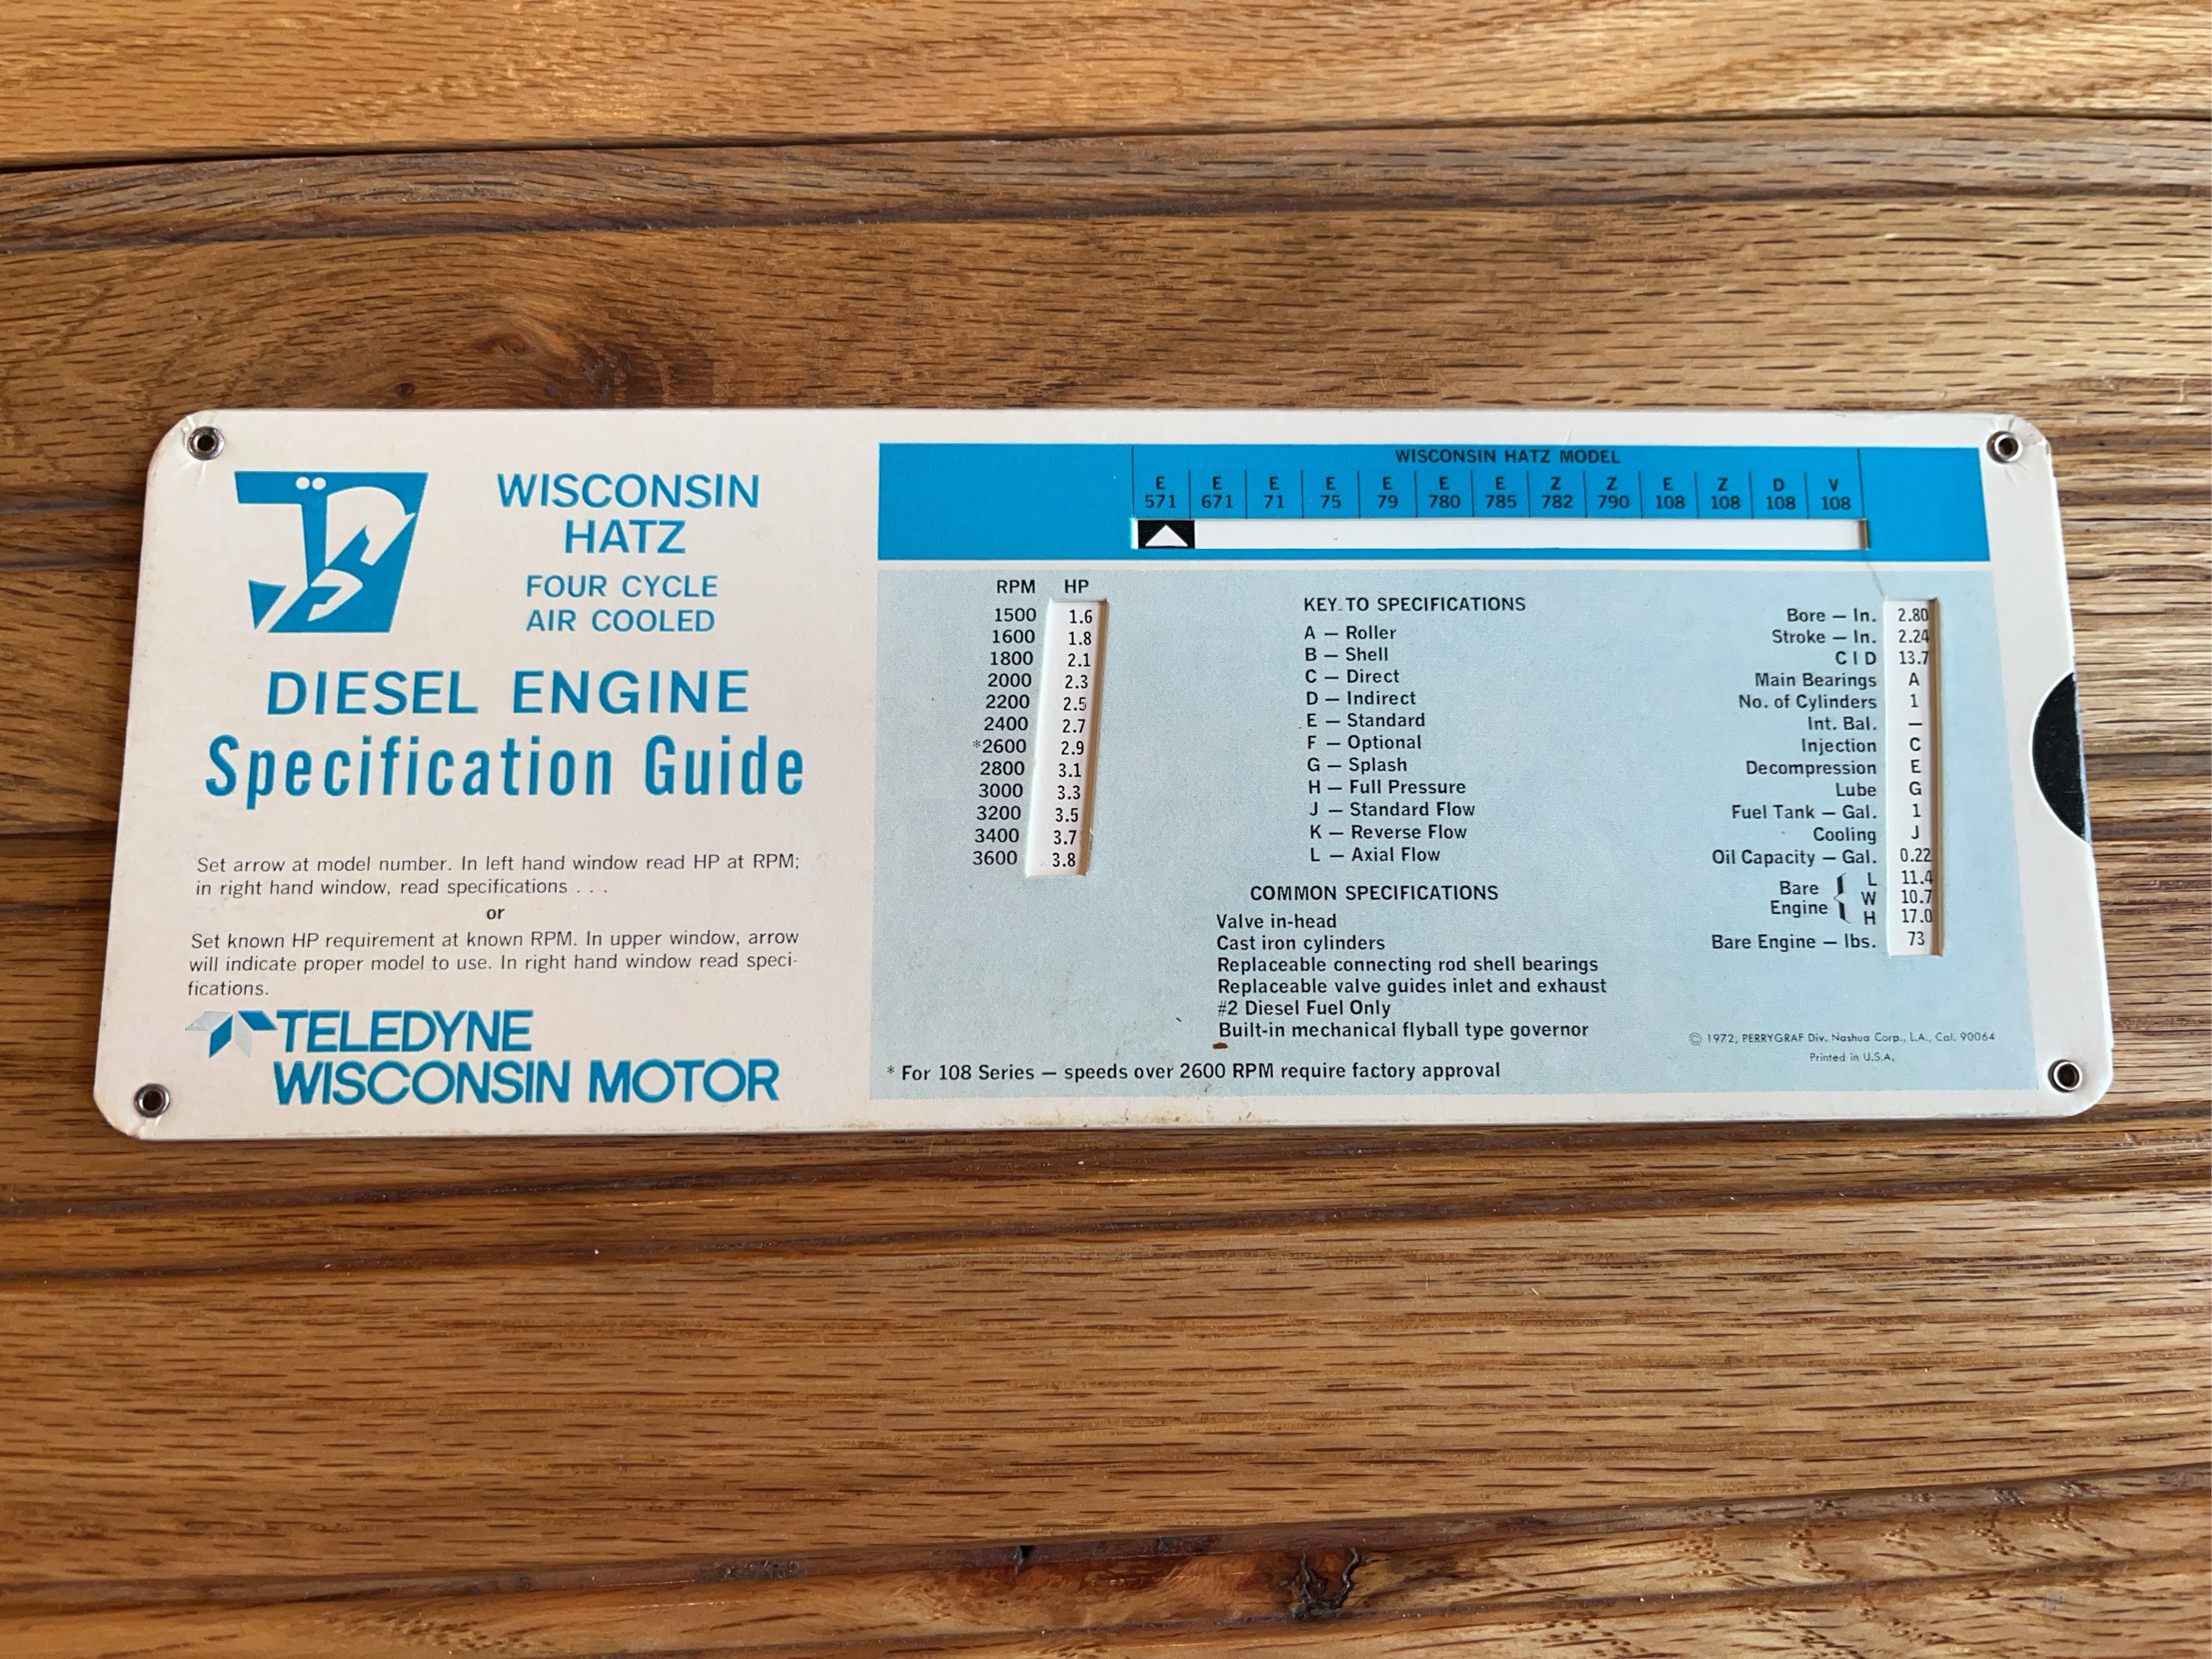 WISCONSIN
HATZ
FOUR CYCLE
AIR COOLED
DIESEL ENGINE
Specification Guide
Set arrow at model number. In left hand window read HP at RPM;
in right hand window, read specifications . . .
or
Set known HP requirement at known RPM. In upper window, arrow
will indicate proper model to use. In right hand window read speci-
fications.
TELEDYNE
WISCONSIN MOTOR
WISCONSIN HATZ MODEL
E E E E E E E Z Z E Z D V
571 671 71 75 79 780 785 782 790 108 108 108 108
RPM HP
1500 1.6
1600 1.8
1800 2.1
2000 2.3
2200 2.5
2400 2.7
*2600 2.9
2800 3.1
3000 3.3
3200 3.5
3400 3.7
3600 3.8
KEY TO SPECIFICATIONS
A — Roller
B — Shell
C — Direct
D — Indirect
E — Standard
F — Optional
G — Splash
H — Full Pressure
J — Standard Flow
K — Reverse Flow
L — Axial Flow
COMMON SPECIFICATIONS
Valve in-head
Cast iron cylinders
Replaceable connecting rod shell bearings
Replaceable valve guides inlet and exhaust
#2 Diesel Fuel Only
Built-in mechanical flyball type governor
* For 108 Series — speeds over 2600 RPM require factory approval
Bore — In. 2.80
Stroke — In. 2.24
C I D 13.7
Main Bearings A
No. of Cylinders 1
Int. Bal. —
Injection C
Decompression E
Lube G
Fuel Tank — Gal. 1
Cooling J
Oil Capacity — Gal. 0.22
Bare Engine { L 11.4
W 10.7
H 17.0
Bare Engine — lbs. 73
© 1972, PERRYGRAF Div. Nashua Corp., L.A., Cal. 90064
Printed in U.S.A.